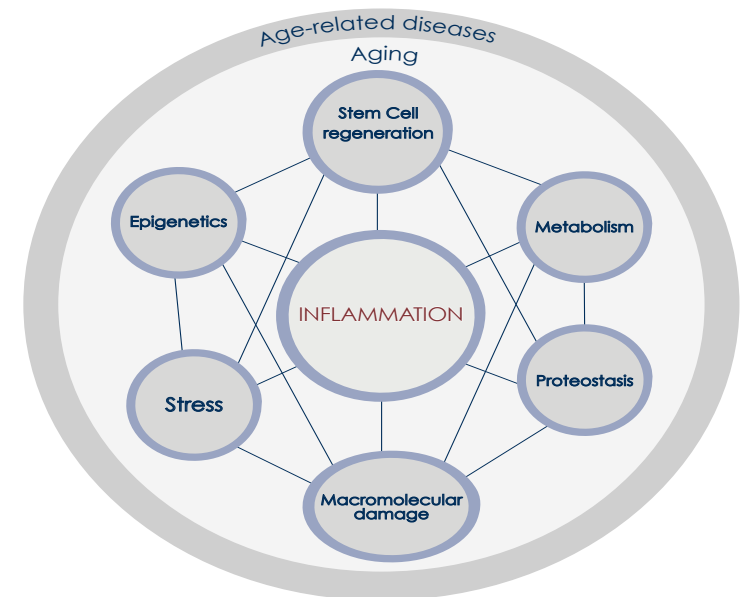 Age-related diseases
Aging
Stem Cell
regeneration
Epigenetics
Metabolism
INFLAMMATION
Proteostasis
Stress
Macromolecular
damage